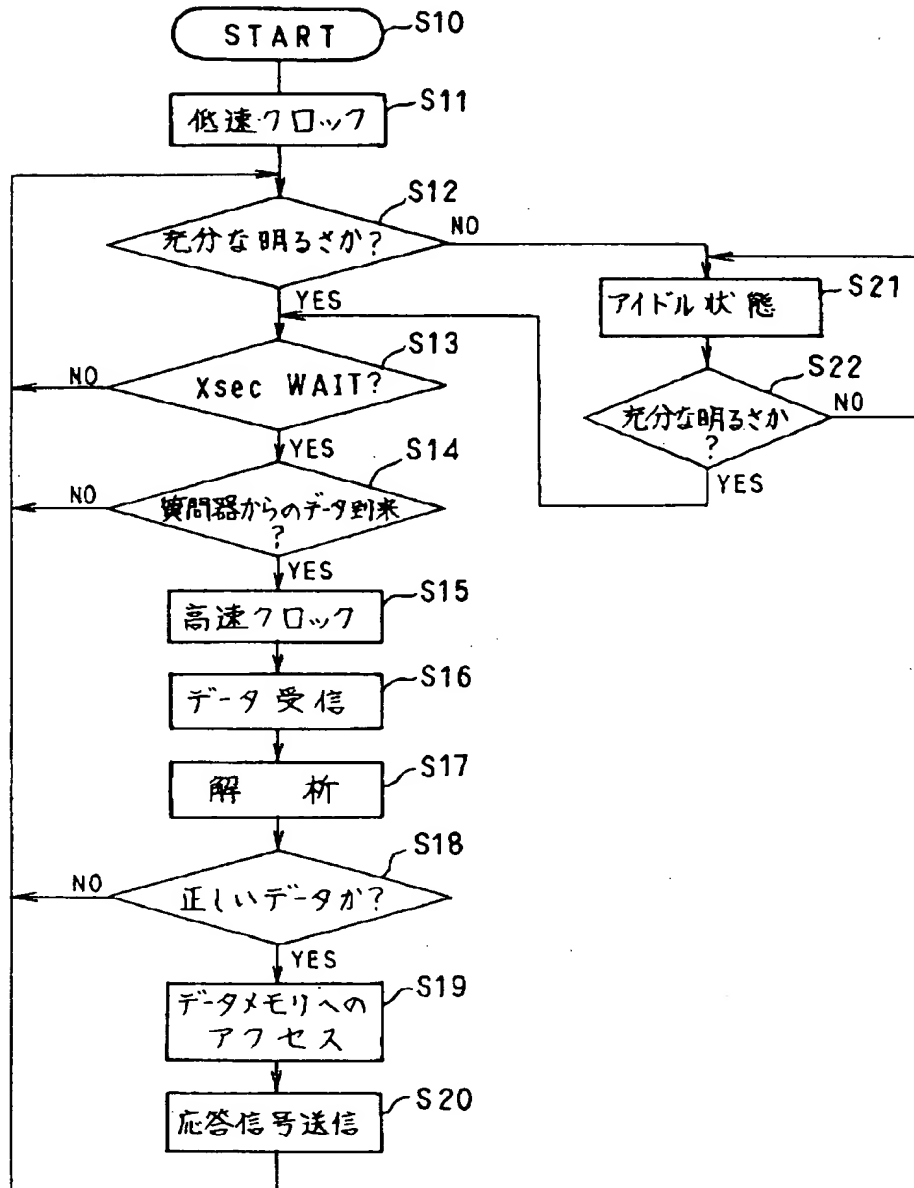 START
S10
低速クロック
S11
S12
充分な明るさか?
NO
YES
アイドル状態
S21
S13
Xsec WAIT?
NO
YES
S22
充分な明るさか
?
NO
YES
S14
質問器からのデータ到来
?
NO
YES
高速クロック
S15
データ受信
S16
解 析
S17
S18
正しいデータか?
NO
YES
データメモリへの
アクセス
S19
応答信号送信
S20